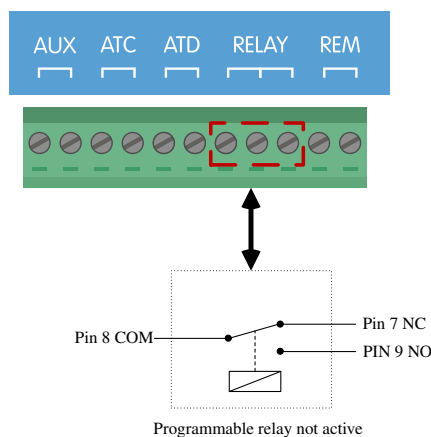 AUX ATC ATD RELAY REM
Pin 7 NC
Pin 8 COM
PIN 9 NO
Programmable relay not active